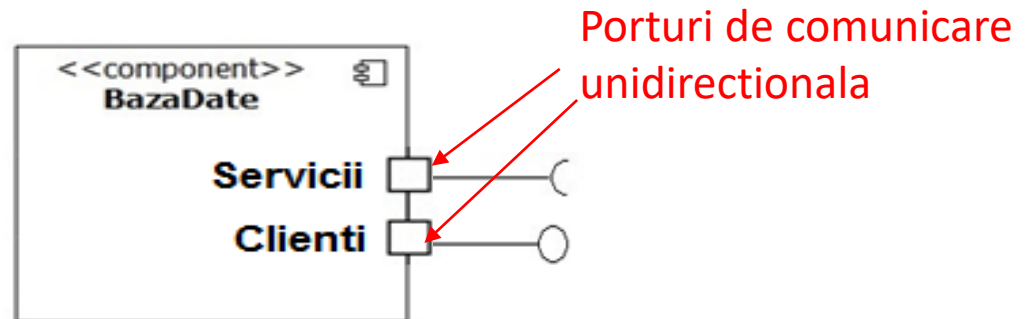 Porturi de comunicare
unidirectionala
<<component>>
BazaDate
Servicii
Clienti